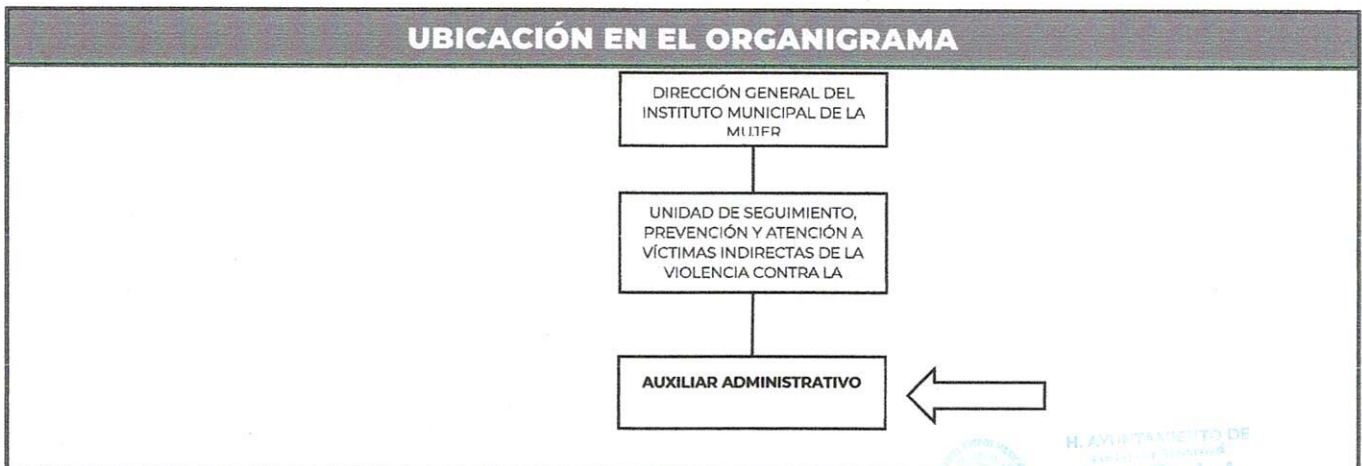 UBICACIÓN EN EL ORGANIGRAMA
DIRECCIÓN GENERAL DEL
INSTITUTO MUNICIPAL DE LA
MUJER
UNIDAD DE SEGUIMIENTO,
PREVENCIÓN Y ATENCIÓN A
VÍCTIMAS INDIRECTAS DE LA
VIOLENCIA CONTRA LA
AUXILIAR ADMINISTRATIVO
H. AYUNTAMIENTO DE